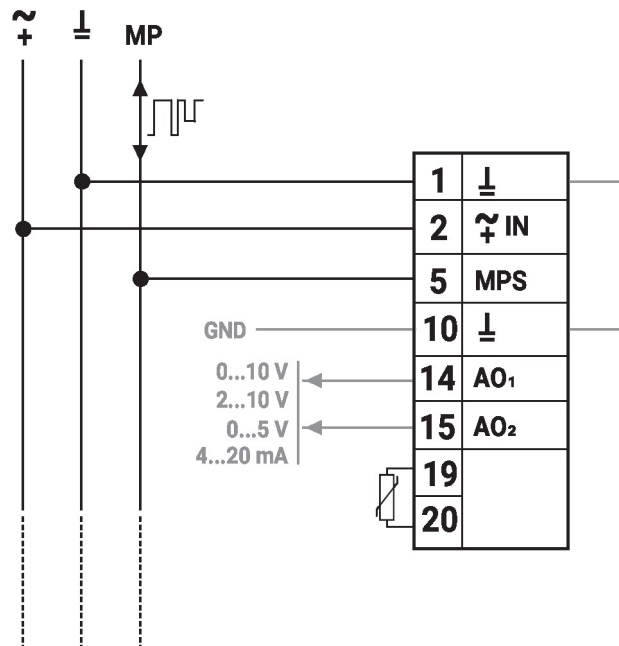 ~ +
⊥ =
MP
1 ⊥
2 ~ + IN
5 MPS
GND 10 ⊥
0...10 V 14 AO₁
2...10 V
0...5 V 15 AO₂
4...20 mA
19
20